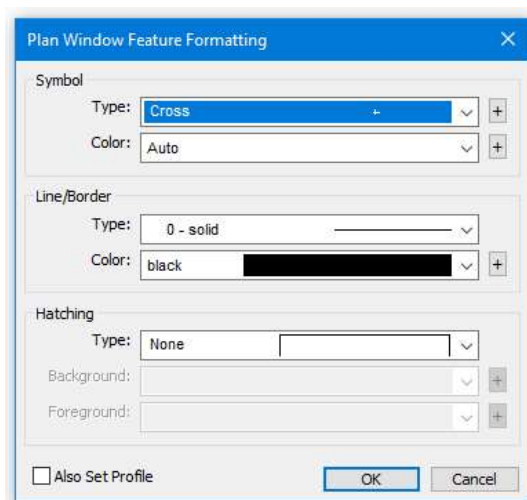 Plan Window Feature Formatting
Symbol
Type: Cross +
Color: Auto +
Line/Border
Type: 0 - solid
Color: black +
Hatching
Type: None
Background: +
Foreground: +
Also Set Profile OK Cancel